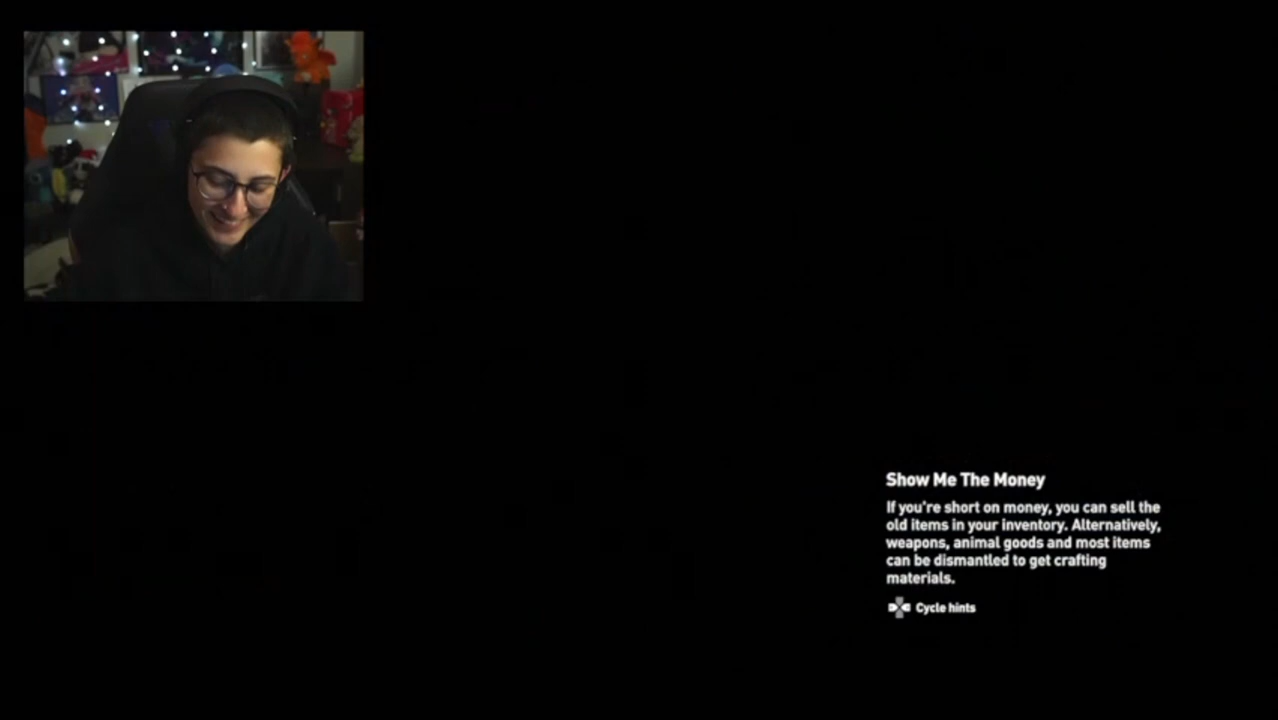 Show Me The Money
If you're short on money, you can sell the
old items in your inventory. Alternatively,
weapons, animal goods and most items
can be dismantled to get crafting
materials.
Cycle hints